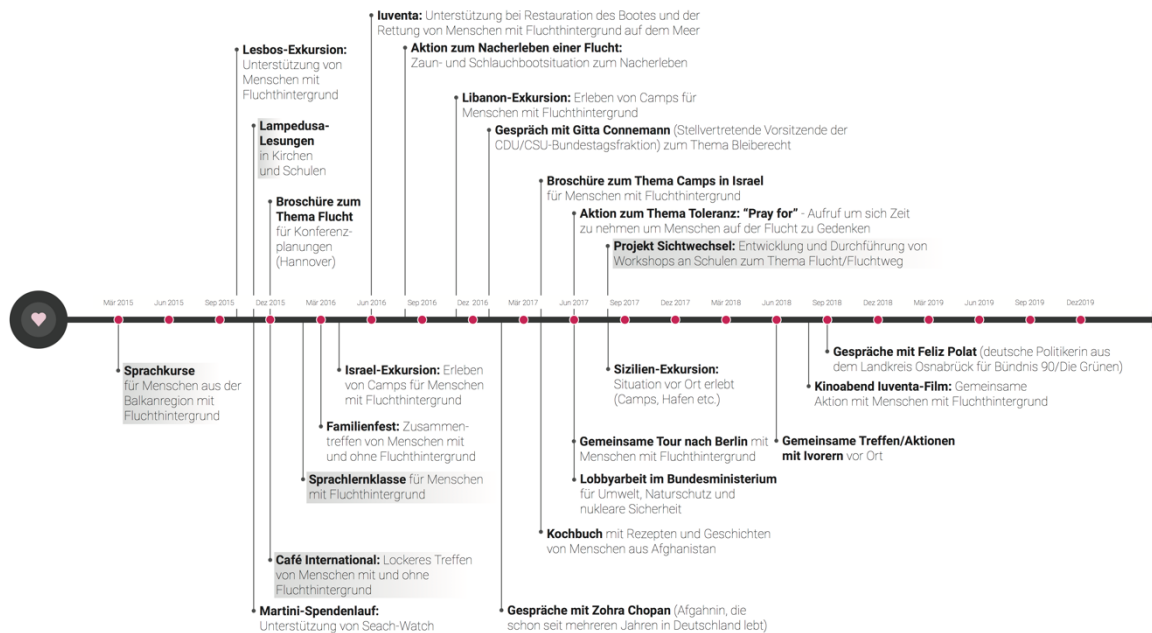 Iuventa: Unterstützung bei Restauration des Bootes und der
Rettung von Menschen mit Fluchthintergrund auf dem Meer
Lesbos-Exkursion:
Unterstützung von
Menschen mit
Fluchthintergrund
Aktion zum Nacherleben einer Flucht:
Zaun- und Schlauchbootsituation zum Nacherleben
Libanon-Exkursion: Erleben von Camps für
Menschen mit Fluchthintergrund
Lampedusa-
Lesungen
in Kirchen
und Schulen
Gespräch mit Gitta Connemann (Stellvertretende Vorsitzende der
CDU/CSU-Bundestagsfraktion) zum Thema Bleiberecht
Broschüre zum Thema Camps in Israel
für Menschen mit Fluchthintergrund
Broschüre zum
Thema Flucht
für Konferenz-
planungen
(Hannover)
Aktion zum Thema Toleranz: “Pray for” - Aufruf um sich Zeit
zu nehmen um Menschen auf der Flucht zu Gedenken
Projekt Sichtwechsel: Entwicklung und Durchführung von
Workshops an Schulen zum Thema Flucht/Fluchtweg
Mär 2015 Jun 2015 Sep 2015 Dez 2015 Mär 2016 Jun 2016 Sep 2016 Dez 2016 Mär 2017 Jun 2017 Sep 2017 Dez 2017 Mär 2018 Jun 2018 Sep 2018 Dez 2018 Mär 2019 Jun 2019 Sep 2019 Dez2019
Sprachkurse
für Menschen aus der
Balkanregion mit
Fluchthintergrund
Israel-Exkursion: Erleben
von Camps für Menschen
mit Fluchthintergrund
Sizilien-Exkursion:
Situation vor Ort erlebt
(Camps, Hafen etc.)
Gespräche mit Feliz Polat (deutsche Politikerin aus
dem Landkreis Osnabrück für Bündnis 90/Die Grünen)
Kinoabend Iuventa-Film: Gemeinsame
Aktion mit Menschen mit Fluchthintergrund
Familienfest: Zusammen-
treffen von Menschen mit
und ohne Fluchthintergrund
Gemeinsame Tour nach Berlin mit
Menschen mit Fluchthintergrund
Gemeinsame Treffen/Aktionen
mit Ivorern vor Ort
Sprachlernklasse für Menschen
mit Fluchthintergrund
Lobbyarbeit im Bundesministerium
für Umwelt, Naturschutz und
nukleare Sicherheit
Kochbuch mit Rezepten und Geschichten
von Menschen aus Afghanistan
Café International: Lockeres Treffen
von Menschen mit und ohne
Fluchthintergrund
Martini-Spendenlauf:
Unterstützung von Seach-Watch
Gespräche mit Zohra Chopan (Afgahnin, die
schon seit mehreren Jahren in Deutschland lebt)